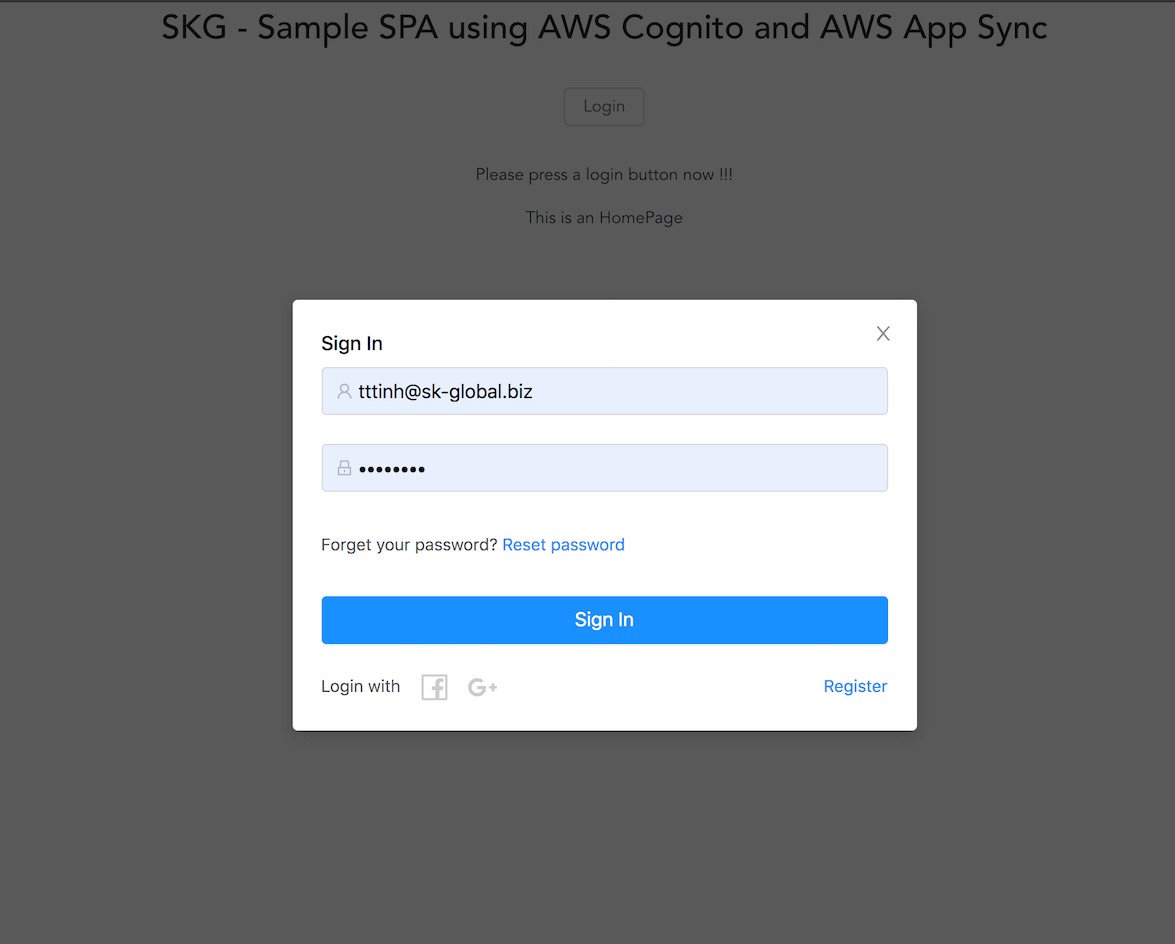 SKG - Sample SPA using AWS Cognito and AWS App Sync
Login
Please press a login button now !!!
This is an HomePage
Sign In
tttinh@sk-global.biz
••••••••
Forget your password? Reset password
Sign In
Login with G+ Register